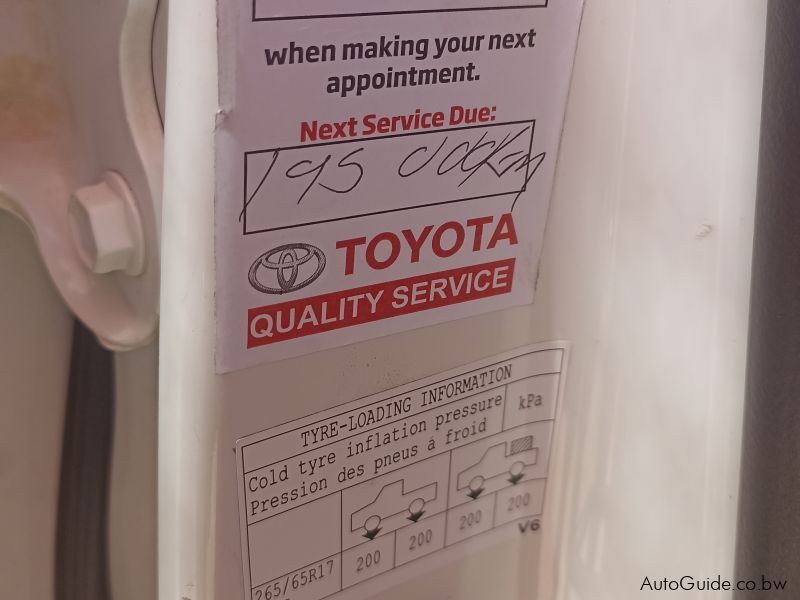 when making your next
appointment.
Next Service Due:
195 000Km
TOYOTA
QUALITY SERVICE
TYRE-LOADING INFORMATION
Cold tyre inflation pressure
Pression des pneus à froid
kPa
265/65R17
200
200
200
200
V6
AutoGuide.co.bw